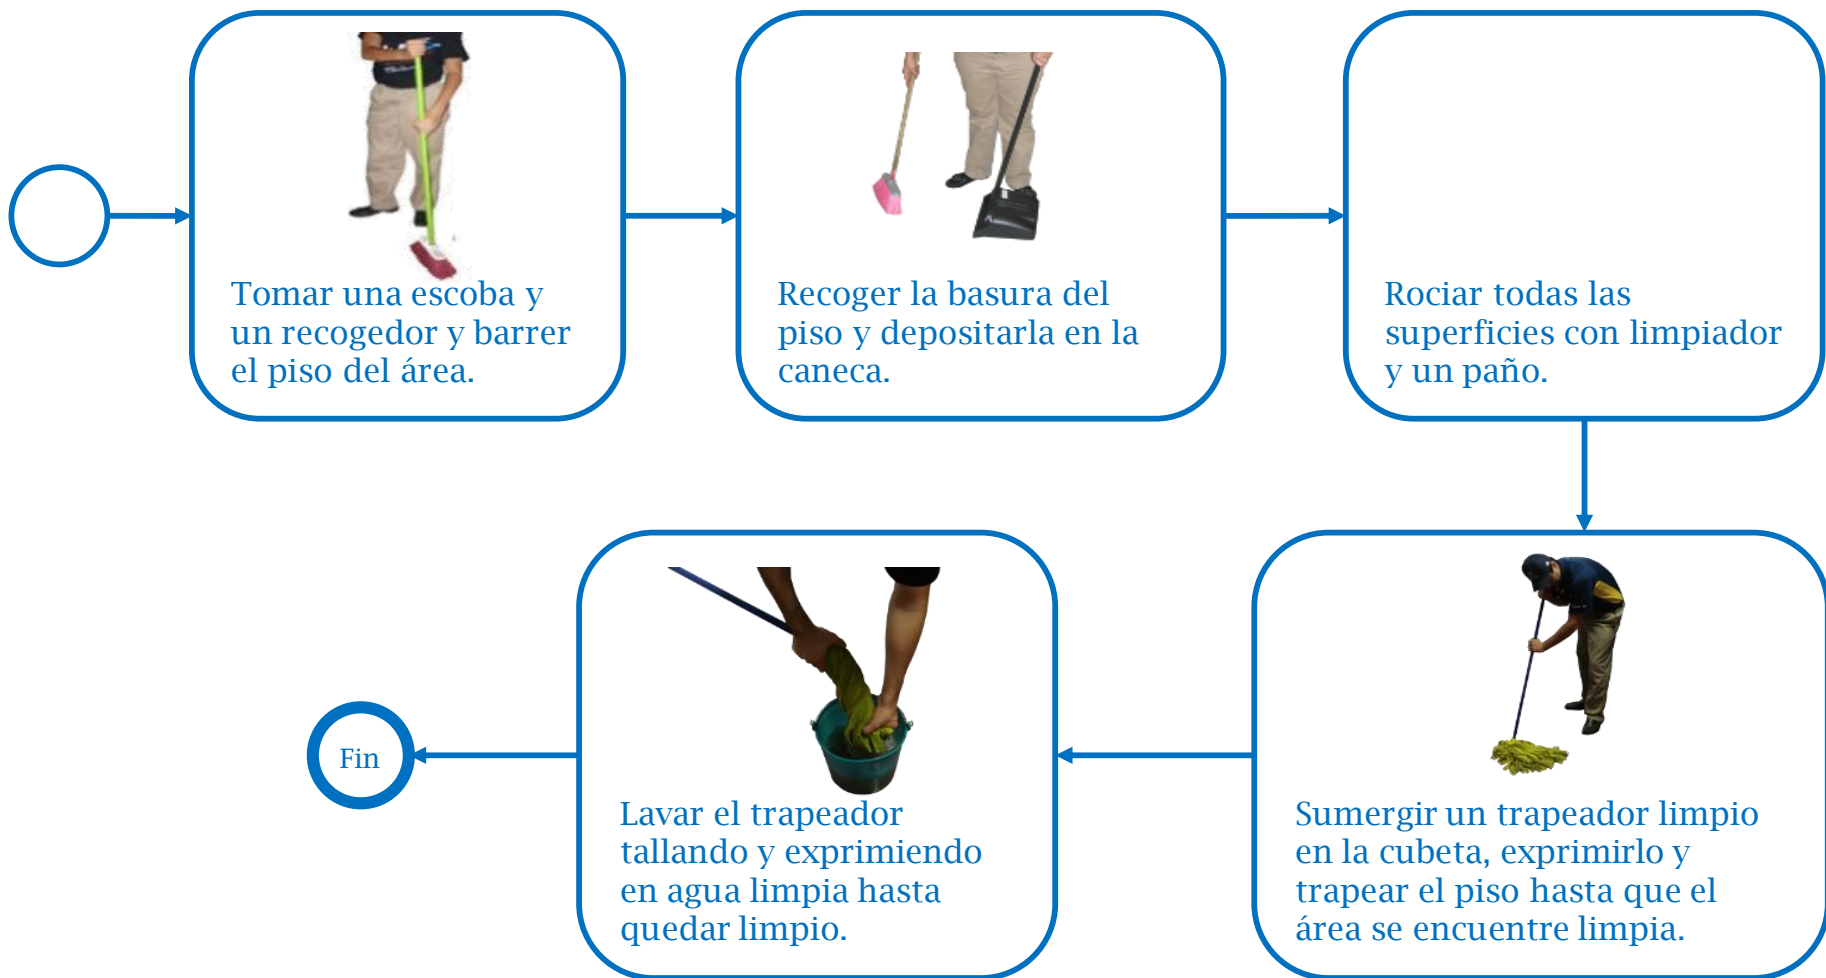 Tomar una escoba y
un recogedor y barrer
el piso del área.
Recoger la basura del
piso y depositarla en la
caneca.
Rociar todas las
superficies con limpiador
y un paño.
Sumergir un trapeador limpio
en la cubeta, exprimirlo y
trapear el piso hasta que el
área se encuentre limpia.
Lavar el trapeador
tallando y exprimiendo
en agua limpia hasta
quedar limpio.
Fin